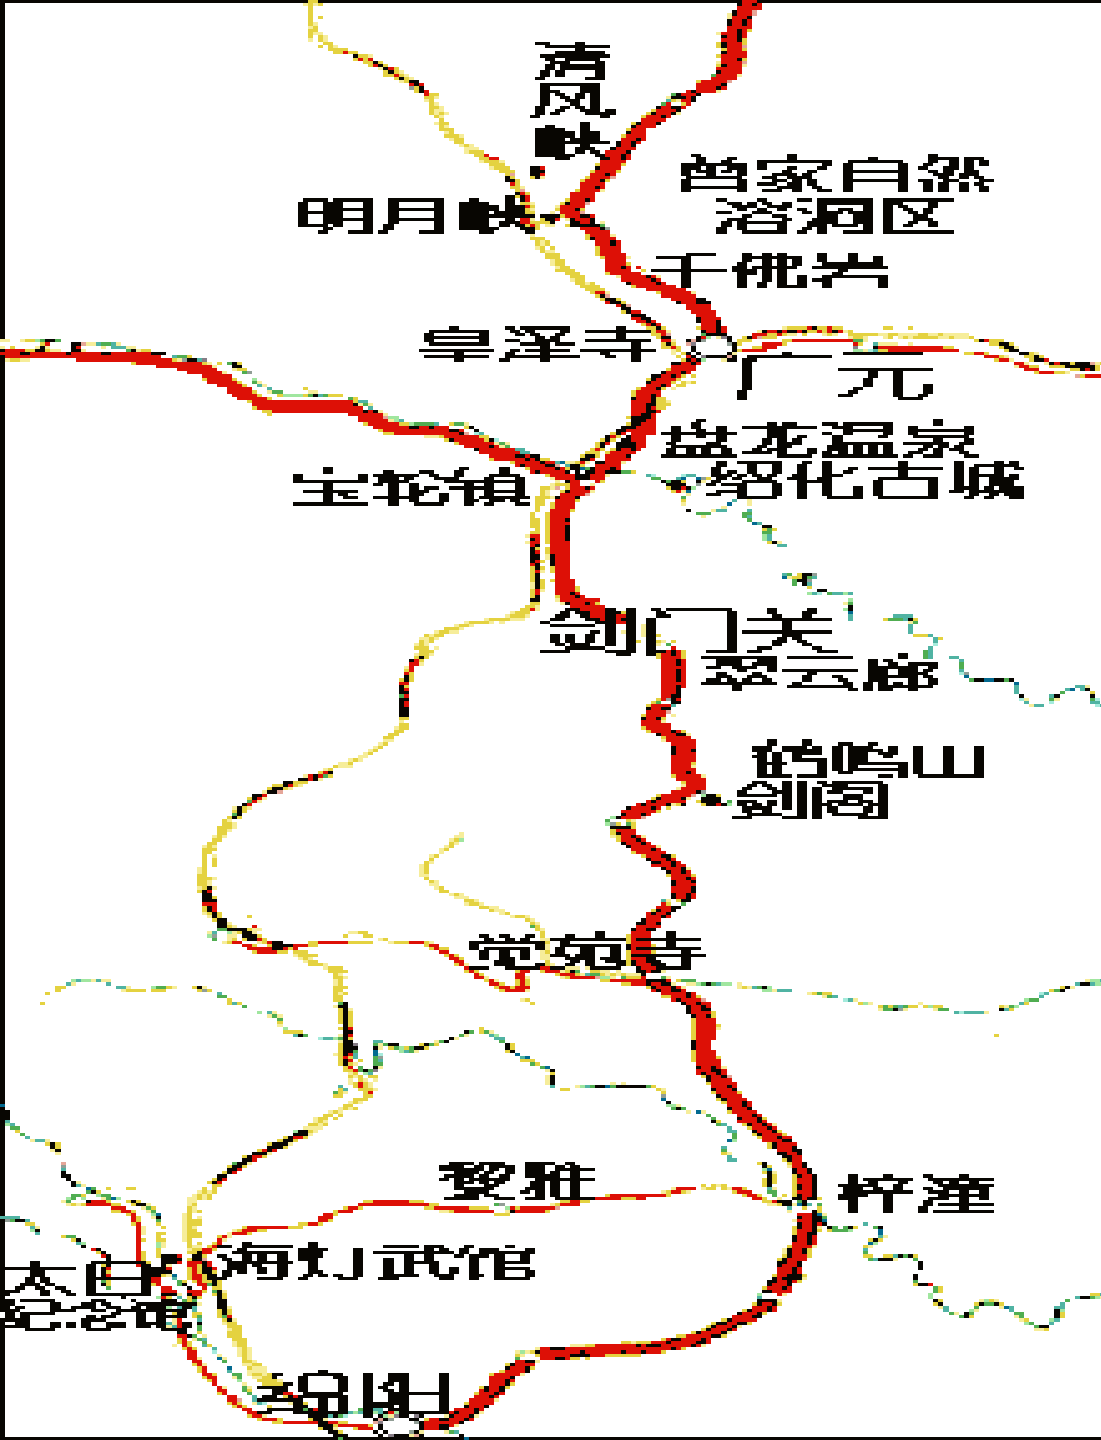 清风峡
曾家自然
溶洞区
明月峡
千佛岩
皇泽寺
广元
盘龙温泉
绍化古城
宝轮镇
剑门关
翠云廊
鹤鸣山
剑阁
觉苑寺
黎雅
梓潼
海灯武馆
太白
纪念馆
绵阳